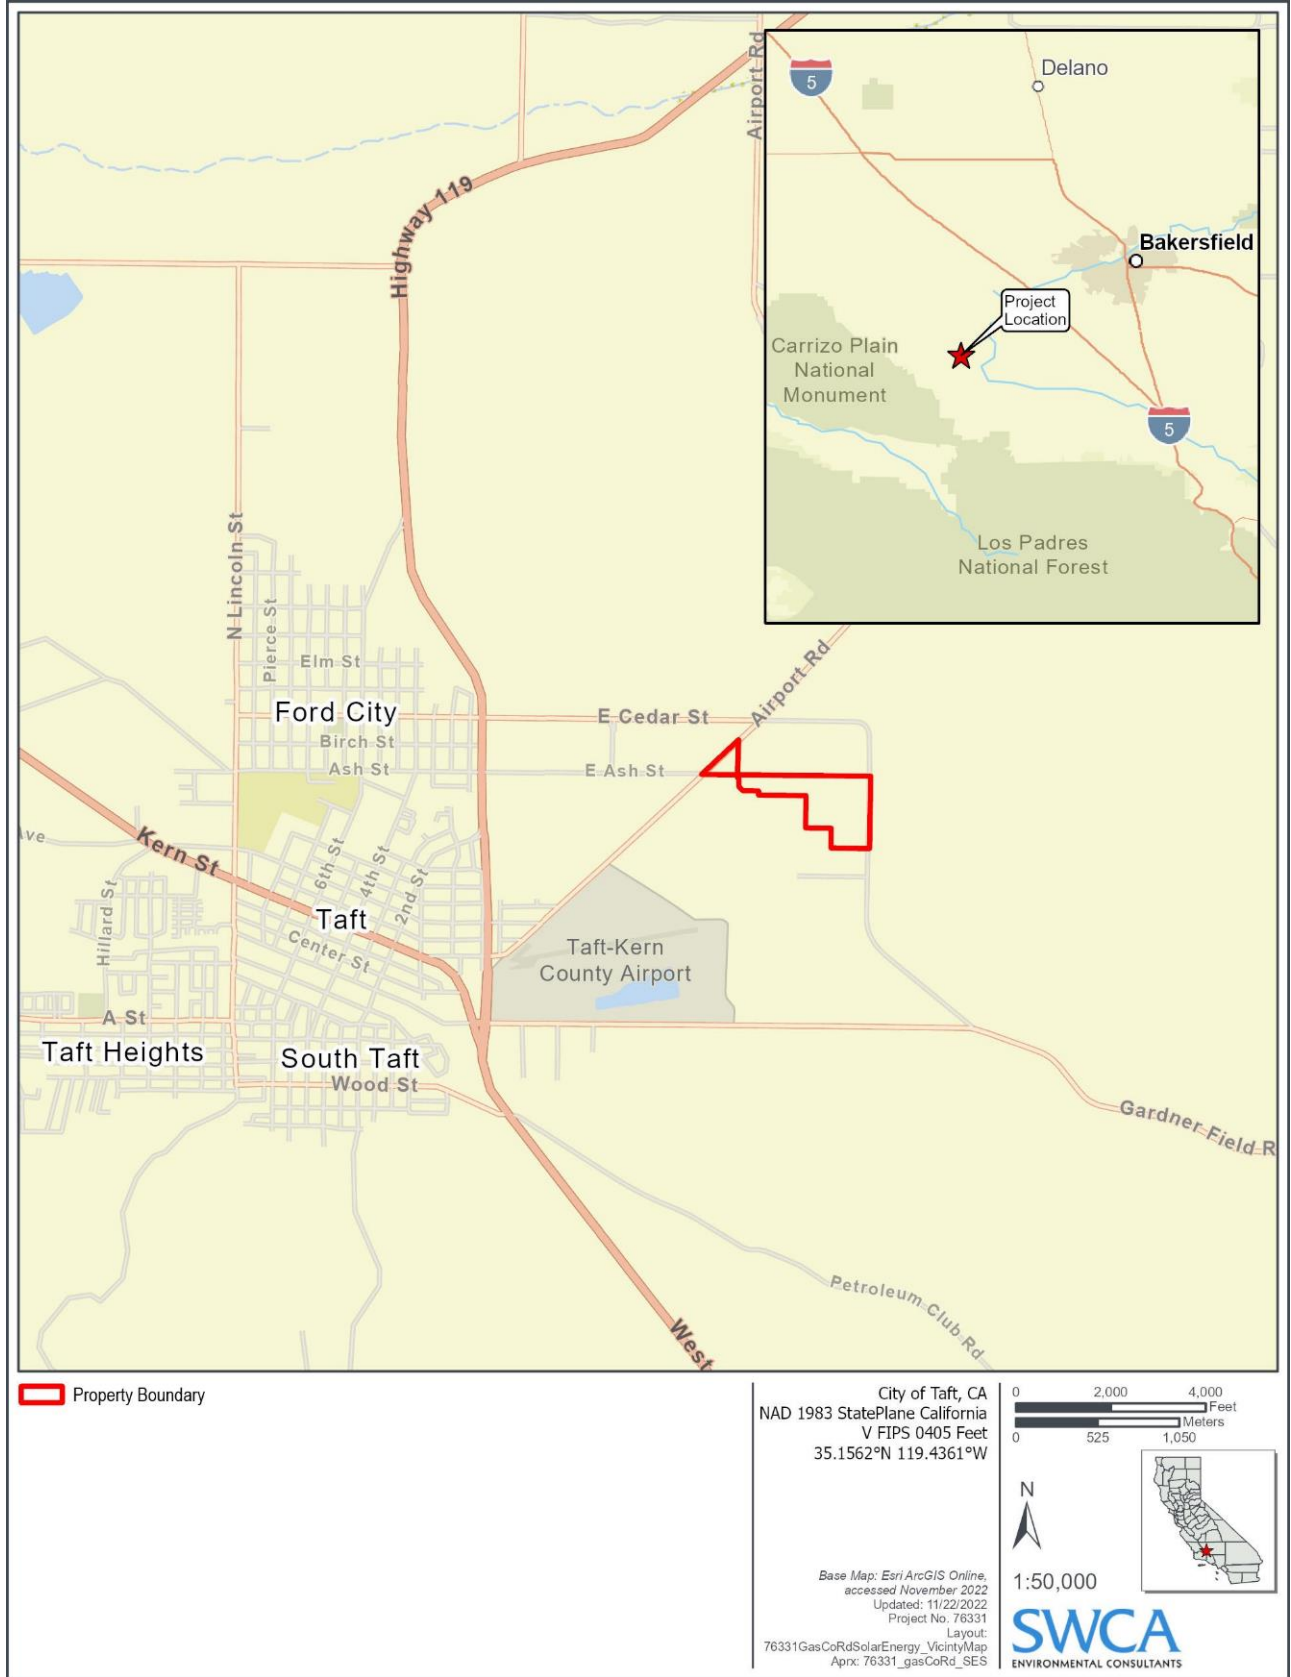 Airport Rd
5
Delano
Highway 119
Bakersfield
Project
Location
Carrizo Plain
National
Monument
5
Los Padres
National Forest
N Lincoln St
Pierce St
Elm St
Airport Rd
Ford City
E Cedar St
Birch St
Ash St
E Ash St
Kern St
6th St
4th St
2nd St
Hillard St
Taft
Center St
Taft-Kern
County Airport
A St
Taft Heights
South Taft
Wood St
Gardner Field R
Petroleum Club Rd
West
Property Boundary
City of Taft, CA
NAD 1983 StatePlane California
V FIPS 0405 Feet
35.1562°N 119.4361°W
0 2,000 4,000
Feet
Meters
0 525 1,050
N
1:50,000
Base Map: Esri ArcGIS Online,
accessed November 2022
Updated: 11/22/2022
Project No. 76331
Layout:
76331GasCoRdSolarEnergy_VicintyMap
Aprx: 76331_gasCoRd_SES
SWCA
ENVIRONMENTAL CONSULTANTS